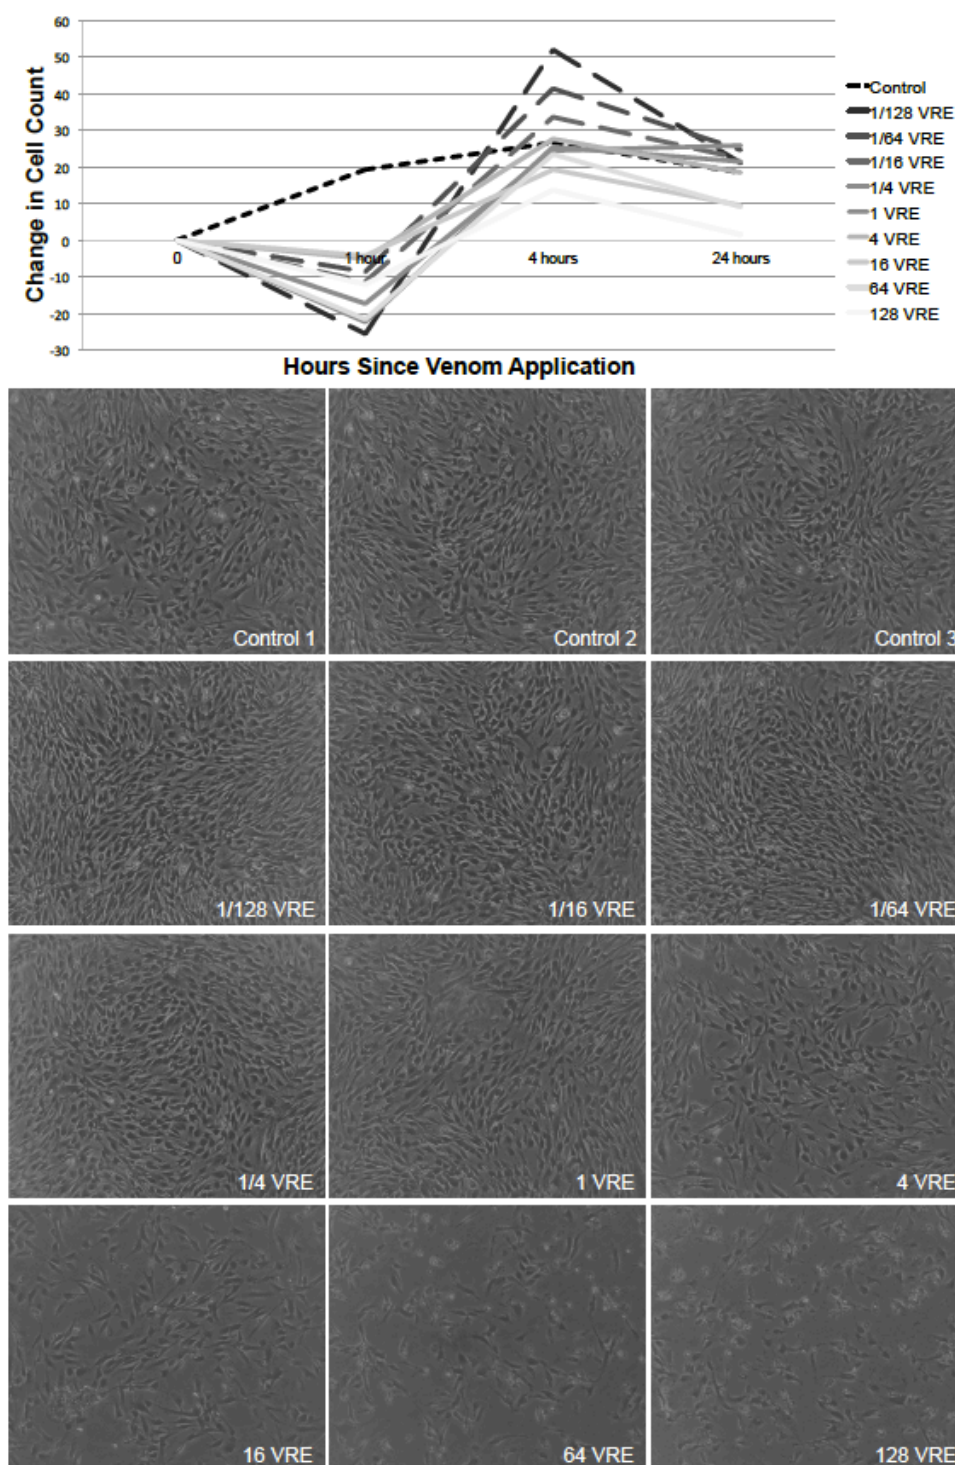 60
50
40
30
20
10
0
-10
-20
-30
Change in Cell Count
0
1 hour
4 hours
24 hours
Hours Since Venom Application
Control
1/128 VRE
1/64 VRE
1/16 VRE
1/4 VRE
1 VRE
4 VRE
16 VRE
64 VRE
128 VRE
Control 1
Control 2
Control 3
1/128 VRE
1/16 VRE
1/64 VRE
1/4 VRE
1 VRE
4 VRE
16 VRE
64 VRE
128 VRE